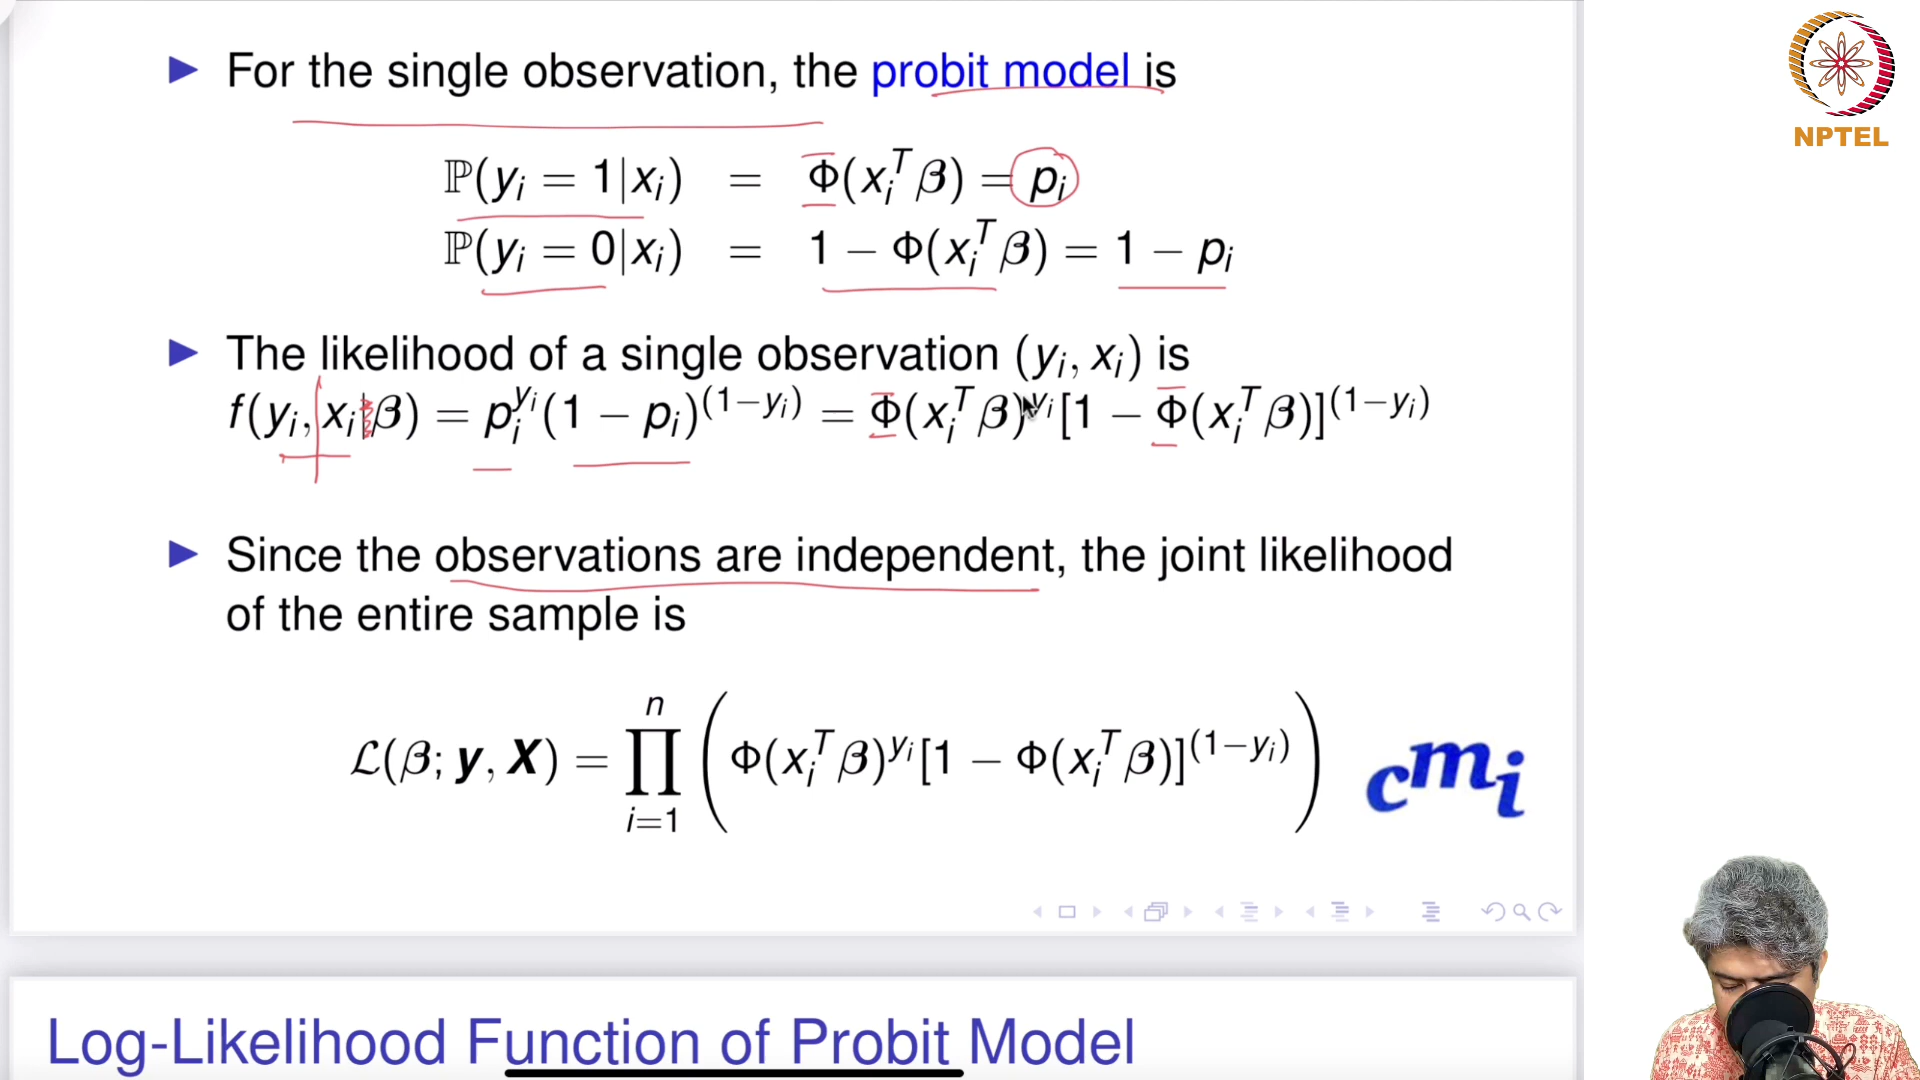 ► For the single observation, the probit model is
ℙ(yᵢ = 1|xᵢ) = Φ(xᵢᵀβ) = pᵢ
ℙ(yᵢ = 0|xᵢ) = 1 − Φ(xᵢᵀβ) = 1 − pᵢ
► The likelihood of a single observation (yᵢ, xᵢ) is
f(yᵢ, xᵢ|β) = pᵢ^{yᵢ}(1 − pᵢ)^{(1−yᵢ)} = Φ(xᵢᵀβ)^{yᵢ}[1 − Φ(xᵢᵀβ)]^{(1−yᵢ)}
► Since the observations are independent, the joint likelihood
of the entire sample is
ℒ(β; y, X) = ∏_{i=1}^{n} (Φ(xᵢᵀβ)^{yᵢ}[1 − Φ(xᵢᵀβ)]^{(1−yᵢ)})
cmi
Log-Likelihood Function of Probit Model
NPTEL